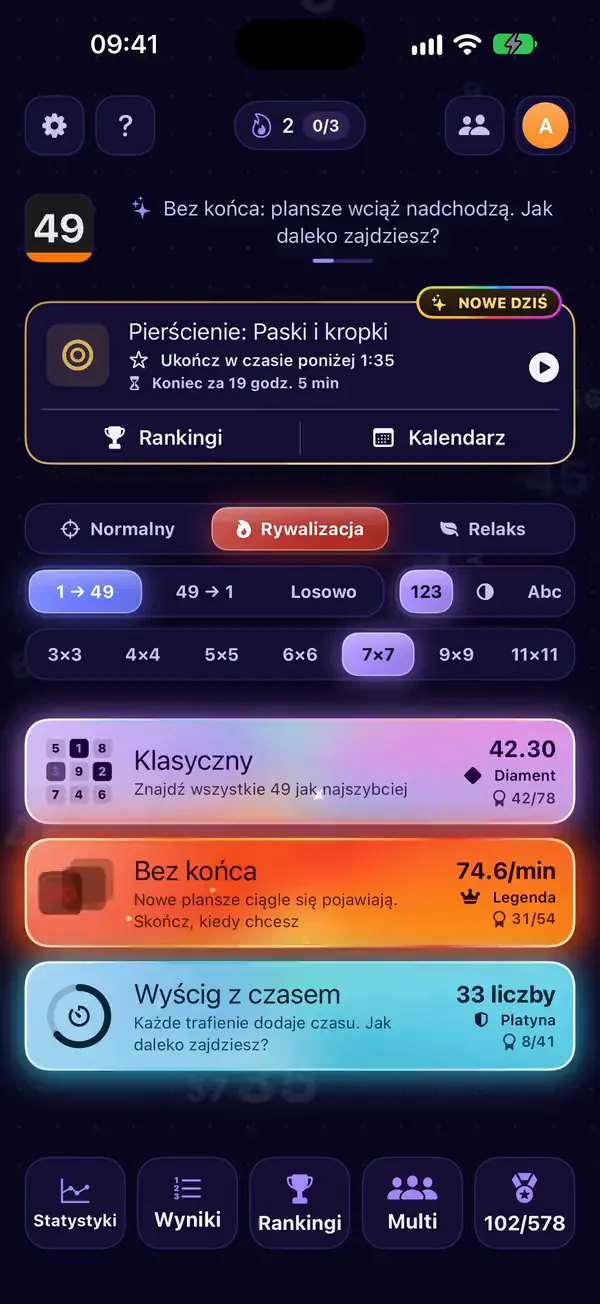 09:41
2 0/3
A
49
Bez końca: plansze wciąż nadchodzą. Jak
daleko zajdziesz?
NOWE DZIŚ
Pierścienie: Paski i kropki
Ukończ w czasie poniżej 1:35
Koniec za 19 godz. 5 min
Rankingi
Kalendarz
Normalny
Rywalizacja
Relaks
1 → 49
49 → 1
Losowo
123
Abc
3×3
4×4
5×5
6×6
7×7
9×9
11×11
5 1 8
3 9 2
7 4 6
Klasyczny
Znajdź wszystkie 49 jak najszybciej
42.30
Diament
42/78
Bez końca
Nowe plansze ciągle się pojawiają.
Skończ, kiedy chcesz
74.6/min
Legenda
31/54
Wyścig z czasem
Każde trafienie dodaje czasu. Jak
daleko zajdziesz?
33 liczby
Platyna
8/41
37 35
Statystyki
Wyniki
Rankingi
Multi
102/578